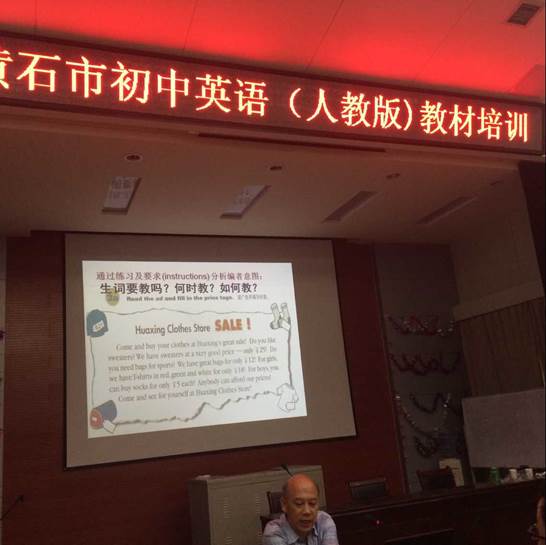 黄石市初中英语（人教版)教材培训
通过练习及要求(instructions)分析编者意图：
生词要教吗？何时教？如何教？
Read the ad and fill in the price tags.
Huaxing Clothes Store SALE!
Come and buy your clothes at Huaxing's great sale! Do you like
sweaters? We have sweaters at a very good price — only ¥25! Do
you need bags for sports? We have great bags for only ¥12! For girls,
we have T-shirts in red, green and white for only ¥18! For boys, you
can buy socks for only ¥5 each! Anybody can afford our prices!
Come and see for yourself at Huaxing Clothes Store!